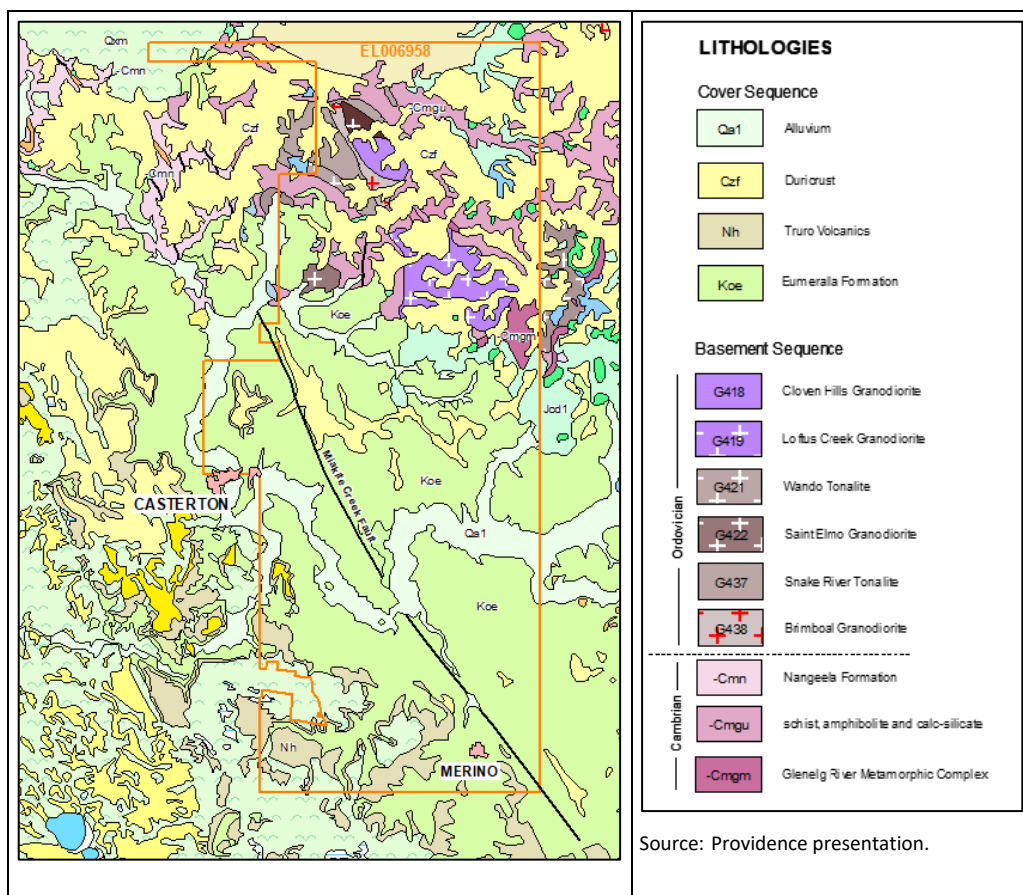 Qxm
EL006958
-Cmn
-Cmgu
Czf
Czf
-Cmn
Koe
-Cmgm
Jcd1
Miakite Creek Fault
Koe
CASTERTON
Qa1
Koe
Nh
MERINO
LITHOLOGIES
Cover Sequence
Qa1 Alluvium
Czf Duricrust
Nh Truro Volcanics
Koe Eumeralla Formation
Basement Sequence
Ordovician
G418 Cloven Hills Granodiorite
G419 Loftus Creek Granodiorite
G421 Wando Tonalite
G422 Saint Elmo Granodiorite
G437 Snake River Tonalite
G438 Brimboal Granodiorite
Cambrian
-Cmn Nangeela Formation
-Cmgu schist, amphibolite and calc-silicate
-Cmgm Glenelg River Metamorphic Complex
Source: Providence presentation.